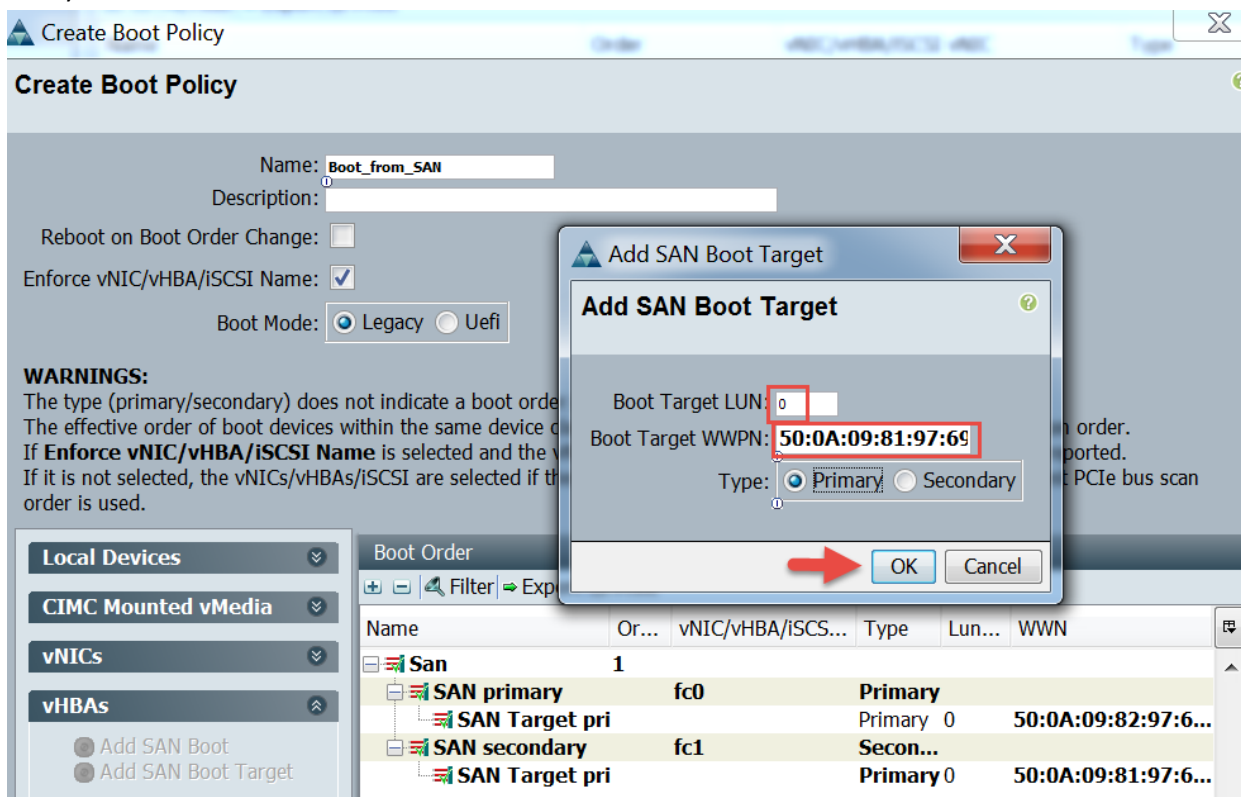 Create Boot Policy
Create Boot Policy
Name: Boot_from_SAN
Description:
Reboot on Boot Order Change:
Enforce vNIC/vHBA/iSCSI Name:
Boot Mode: Legacy Uefi
WARNINGS:
The type (primary/secondary) does not indicate a boot orde
The effective order of boot devices within the same device order.
If Enforce vNIC/vHBA/iSCSI Name is selected and the ported.
If it is not selected, the vNICs/vHBAs/iSCSI are selected if PCIe bus scan
order is used.
Add SAN Boot Target
Add SAN Boot Target
Boot Target LUN: 0
Boot Target WWPN: 50:0A:09:81:97:69
Type: Primary Secondary
OK Cancel
Local Devices
CIMC Mounted vMedia
vNICs
vHBAs
Add SAN Boot
Add SAN Boot Target
Boot Order
Filter Exp
Name Or... vNIC/vHBA/iSCS... Type Lun... WWN
San 1
SAN primary fc0 Primary
SAN Target pri Primary 0 50:0A:09:82:97:6...
SAN secondary fc1 Secon...
SAN Target pri Primary 0 50:0A:09:81:97:6...